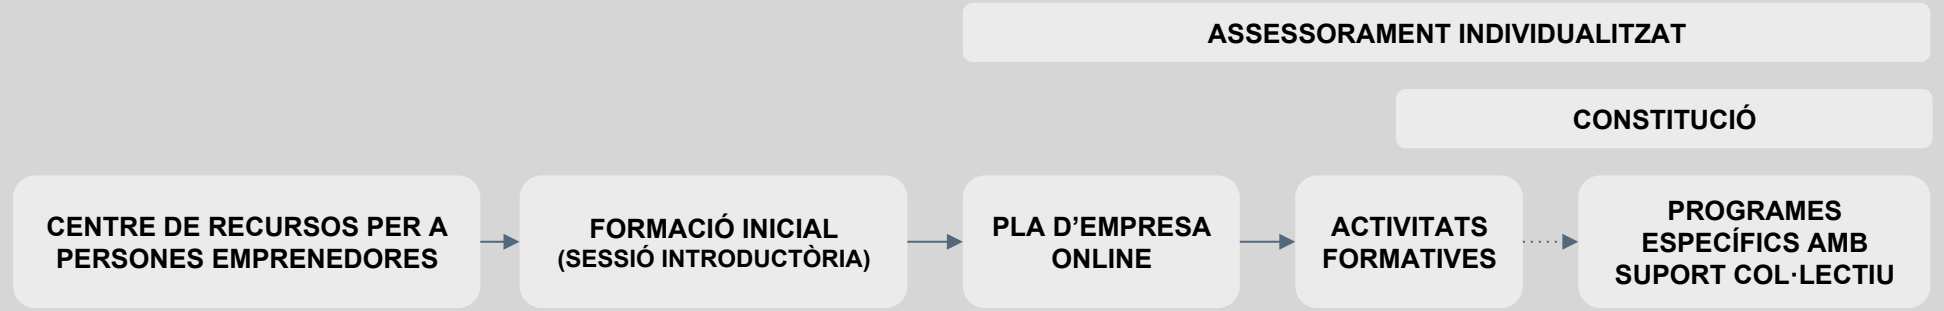 ASSESSORAMENT INDIVIDUALITZAT
CONSTITUCIÓ
CENTRE DE RECURSOS PER A
PERSONES EMPRENEDORES
FORMACIÓ INICIAL
(SESSIÓ INTRODUCTÒRIA)
PLA D’EMPRESA
ONLINE
ACTIVITATS
FORMATIVES
PROGRAMES
ESPECÍFICS AMB
SUPORT COL·LECTIU